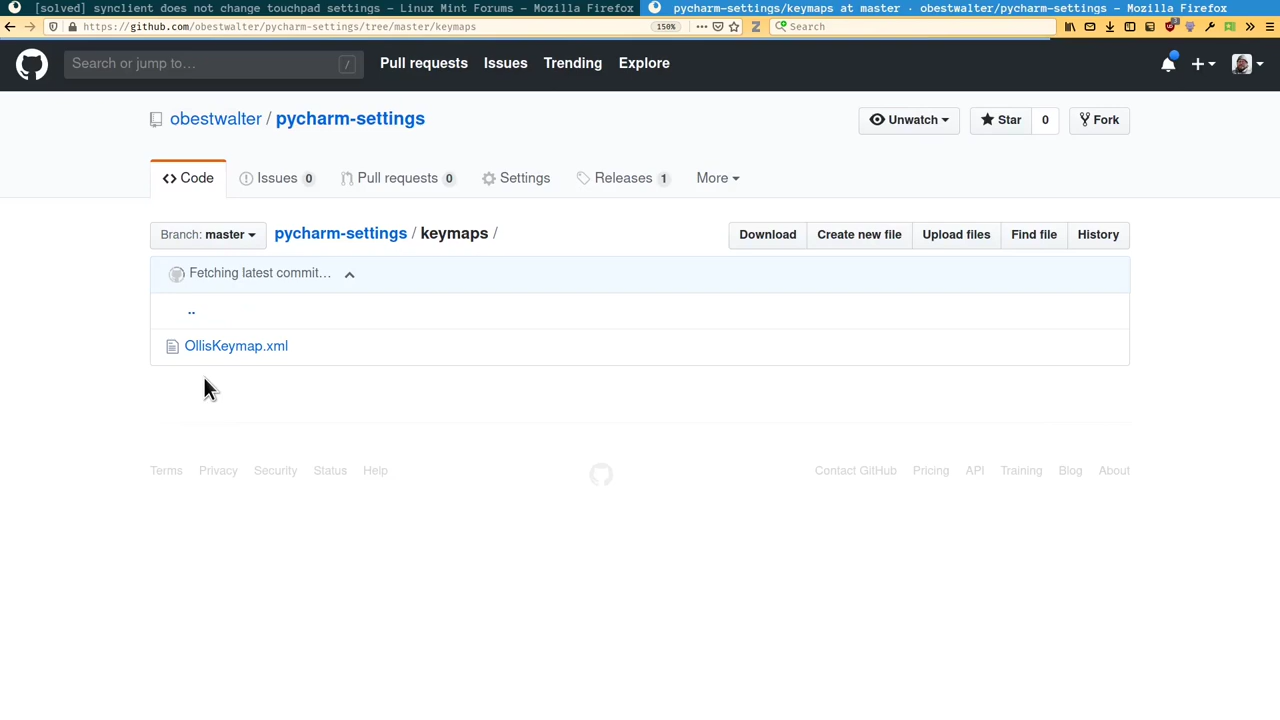 [solved] synclient does not change touchpad settings – Linux Mint Forums – Mozilla Firefox
pycharm-settings/keymaps at master · obestwalter/pycharm-settings – Mozilla Firefox
https://github.com/obestwalter/pycharm-settings/tree/master/keymaps
150%
Search
Search or jump to…
/
Pull requests
Issues
Trending
Explore
obestwalter / pycharm-settings
Unwatch
Star
0
Fork
Code
Issues 0
Pull requests 0
Settings
Releases 1
More
Branch: master
pycharm-settings / keymaps /
Download
Create new file
Upload files
Find file
History
Fetching latest commit…
..
OllisKeymap.xml
Terms
Privacy
Security
Status
Help
Contact GitHub
Pricing
API
Training
Blog
About